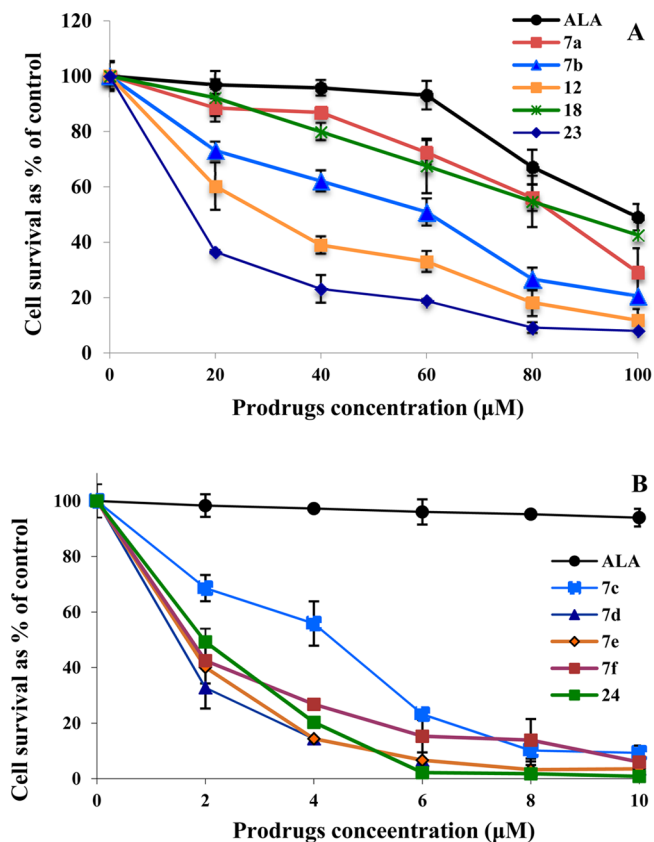 A
120
100
80
60
40
20
0
0 20 40 60 80 100
Cell survival as % of control
Prodrugs concentration (µM)
ALA
7a
7b
12
18
23
B
100
80
60
40
20
0
0 2 4 6 8 10
Cell survival as % of control
Prodrugs conceentration (µM)
ALA
7c
7d
7e
7f
24